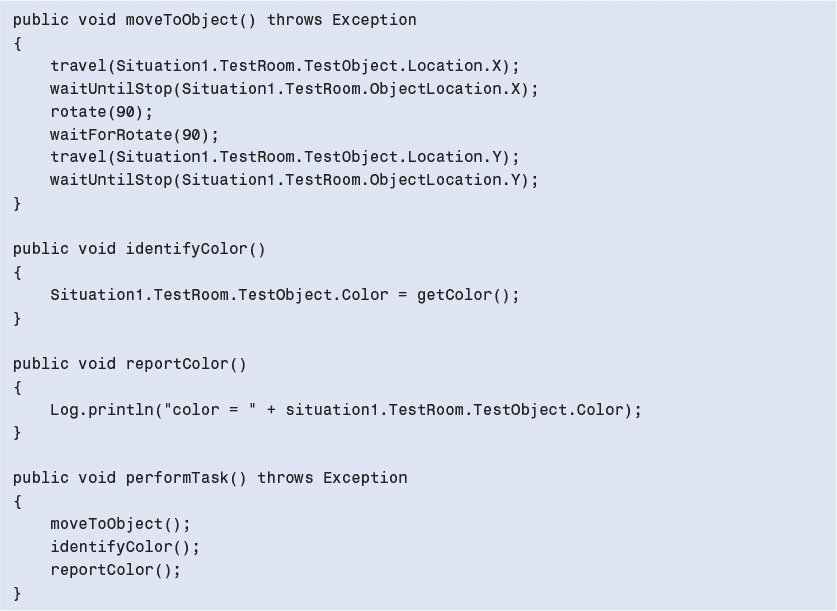 public void moveToObject() throws Exception
{
    travel(Situation1.TestRoom.TestObject.Location.X);
    waitUntilStop(Situation1.TestRoom.ObjectLocation.X);
    rotate(90);
    waitForRotate(90);
    travel(Situation1.TestRoom.TestObject.Location.Y);
    waitUntilStop(Situation1.TestRoom.ObjectLocation.Y);
}

public void identifyColor()
{
    Situation1.TestRoom.TestObject.Color = getColor();
}

public void reportColor()
{
    Log.println("color = " + situation1.TestRoom.TestObject.Color);
}

public void performTask() throws Exception
{
    moveToObject();
    identifyColor();
    reportColor();
}